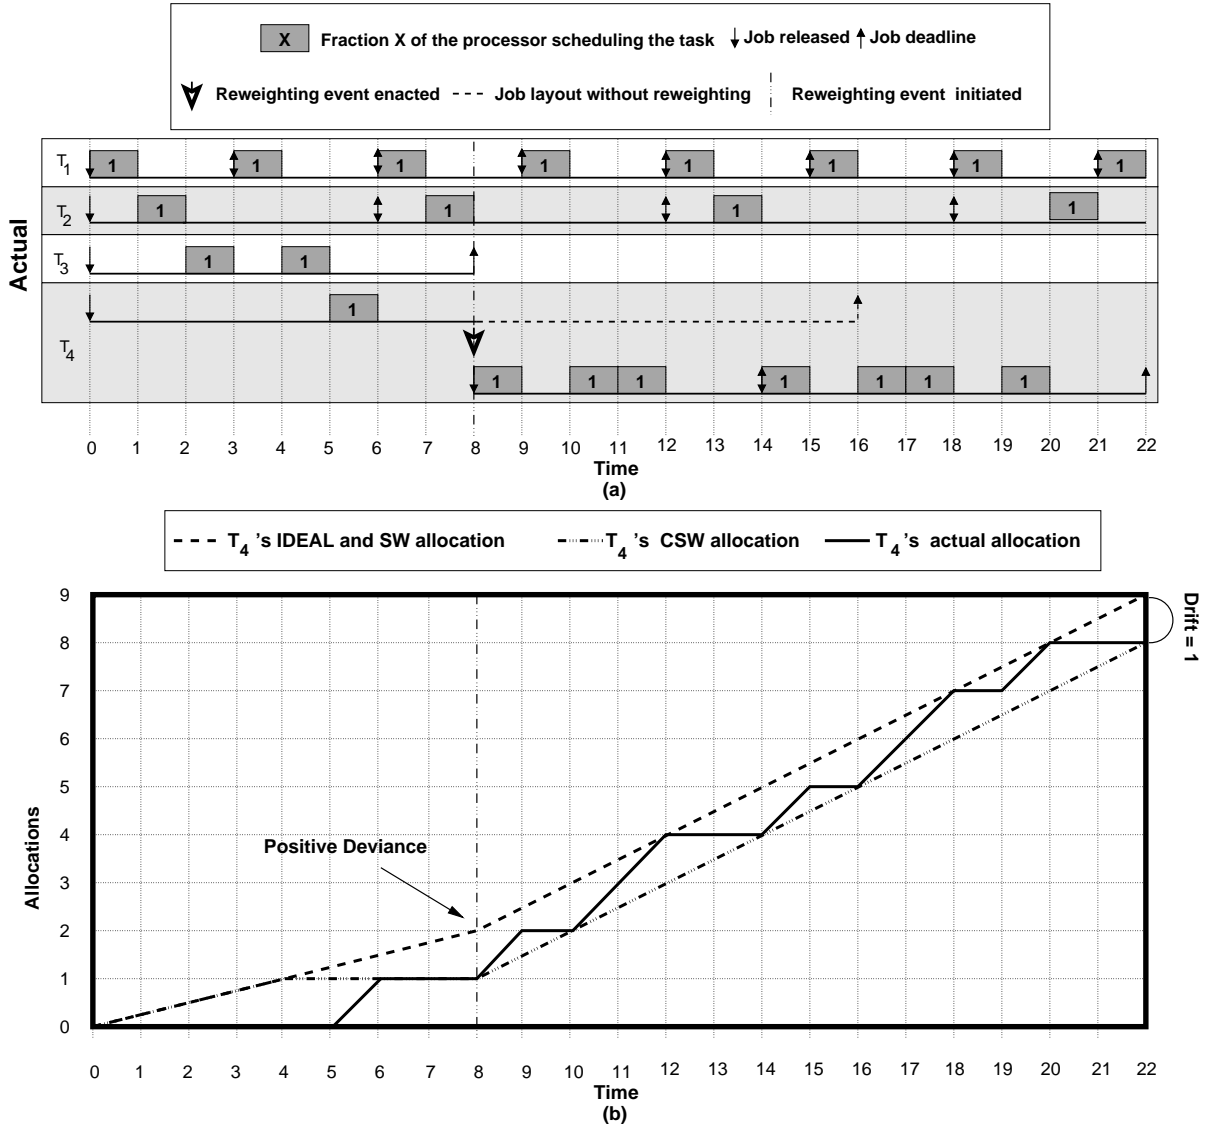 X Fraction X of the processor scheduling the task Job released Job deadline
Reweighting event enacted Job layout without reweighting Reweighting event initiated
Actual
T1 1 1 1 1 1 1 1 1
T2 1 1 1 1
T3 1 1
1
T4
1 1 1 1 1 1 1
0 1 2 3 4 5 6 7 8 9 10 11 12 13 14 15 16 17 18 19 20 21 22
Time
(a)
T4 's IDEAL and SW allocation T4 's CSW allocation T4 's actual allocation
9
8
7
6
5
4
3
2
1
0
Allocations
Positive Deviance
Drift = 1
0 1 2 3 4 5 6 7 8 9 10 11 12 13 14 15 16 17 18 19 20 21 22
Time
(b)